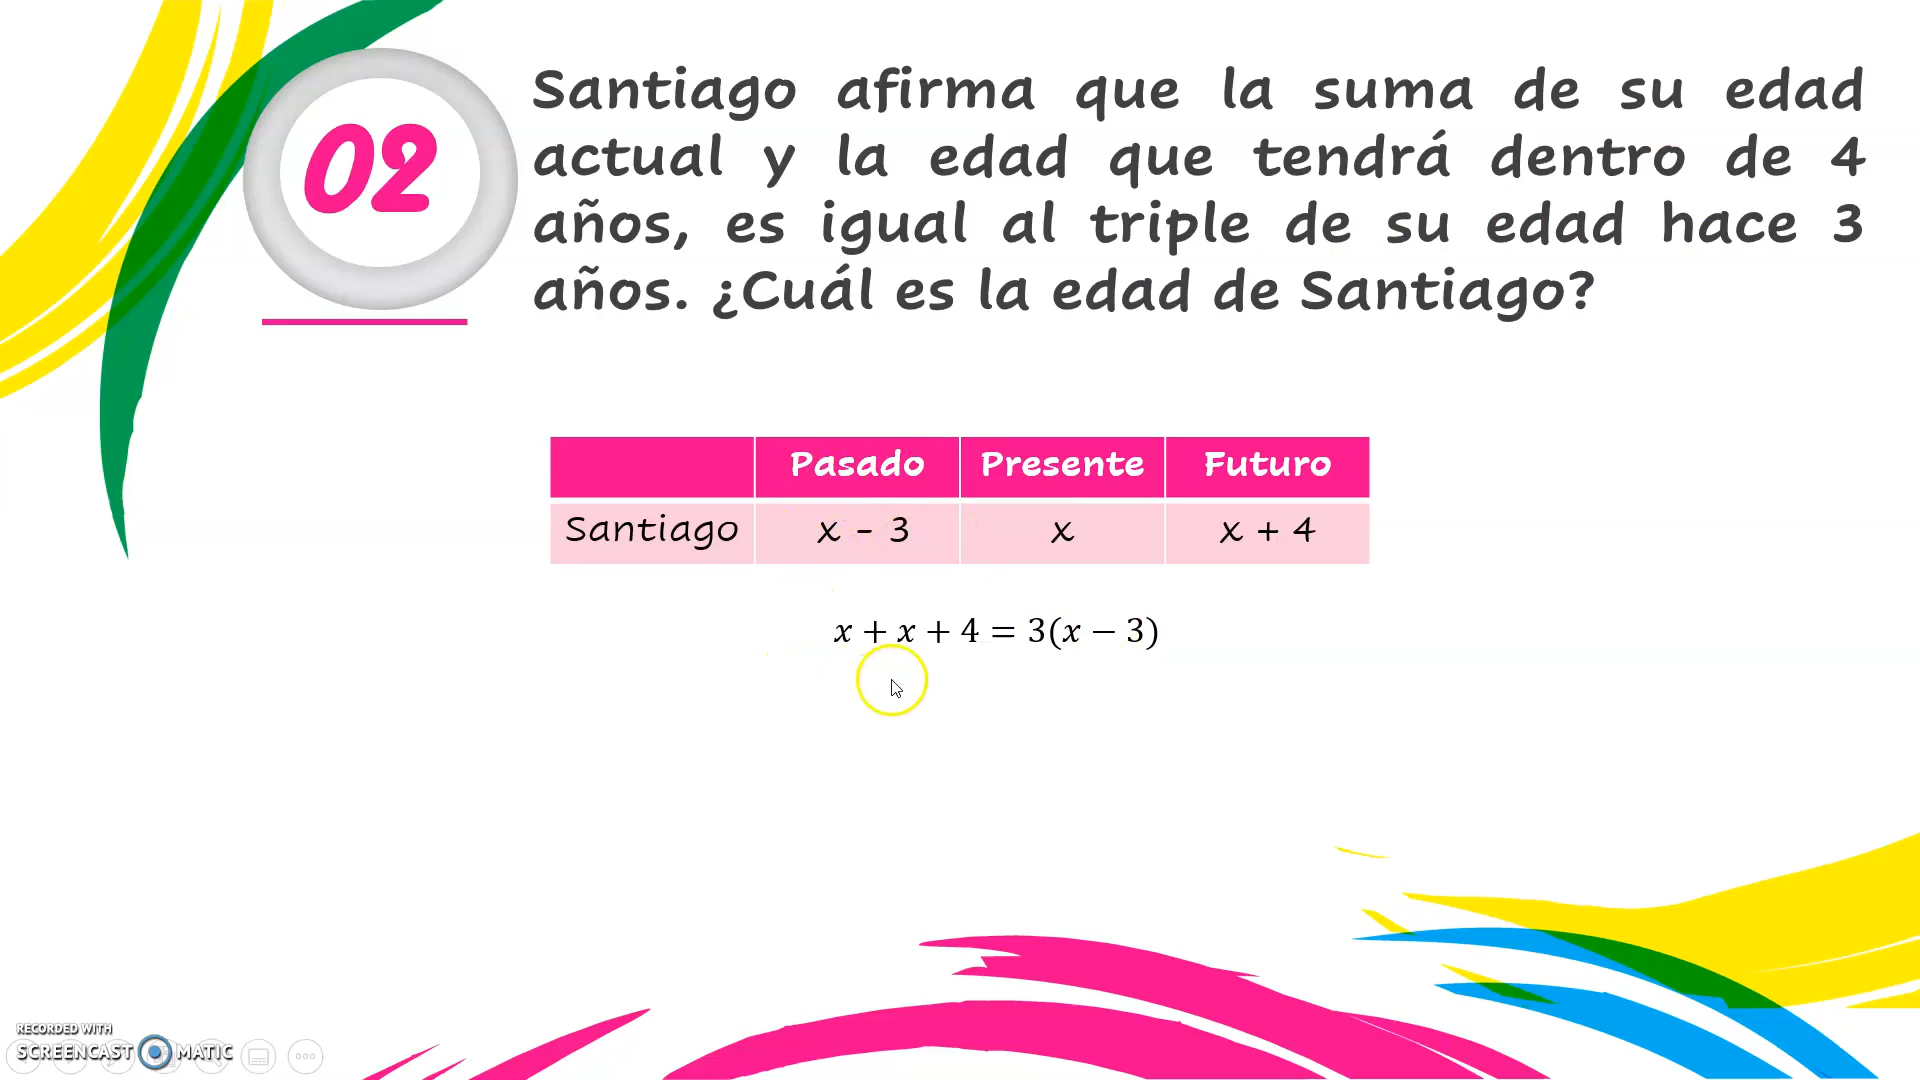 02
Santiago afirma que la suma de su edad
actual y la edad que tendrá dentro de 4
años, es igual al triple de su edad hace 3
años. ¿Cuál es la edad de Santiago?
Pasado Presente Futuro
Santiago x - 3 x x + 4
x + x + 4 = 3(x − 3)
RECORDED WITH
SCREENCAST MATIC